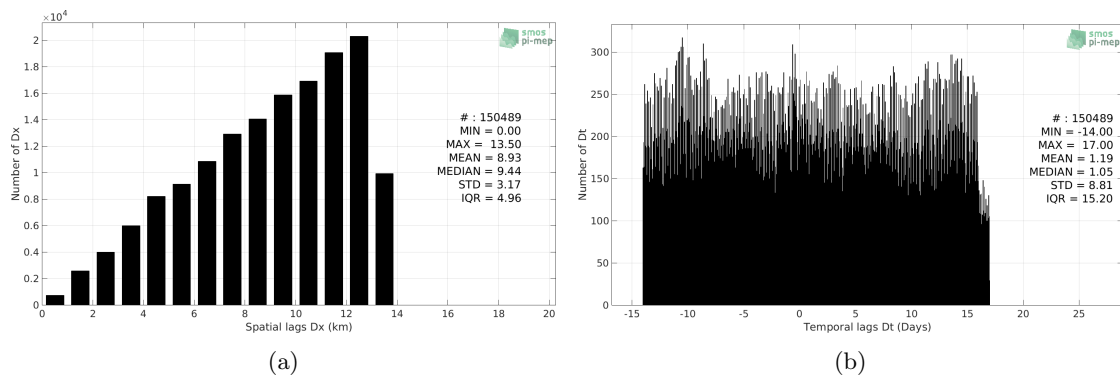 ×10⁴
2
1.8
1.6
1.4
1.2
1
0.8
0.6
0.4
0.2
0
Number of Dx
0 2 4 6 8 10 12 14 16 18 20
Spatial lags Dx (km)
smos
pi-mep
# : 150489
MIN = 0.00
MAX = 13.50
MEAN = 8.93
MEDIAN = 9.44
STD = 3.17
IQR = 4.96
(a)
300
250
200
150
100
50
0
Number of Dt
-15 -10 -5 0 5 10 15 20 25
Temporal lags Dt (Days)
smos
pi-mep
# : 150489
MIN = -14.00
MAX = 17.00
MEAN = 1.19
MEDIAN = 1.05
STD = 8.81
IQR = 15.20
(b)